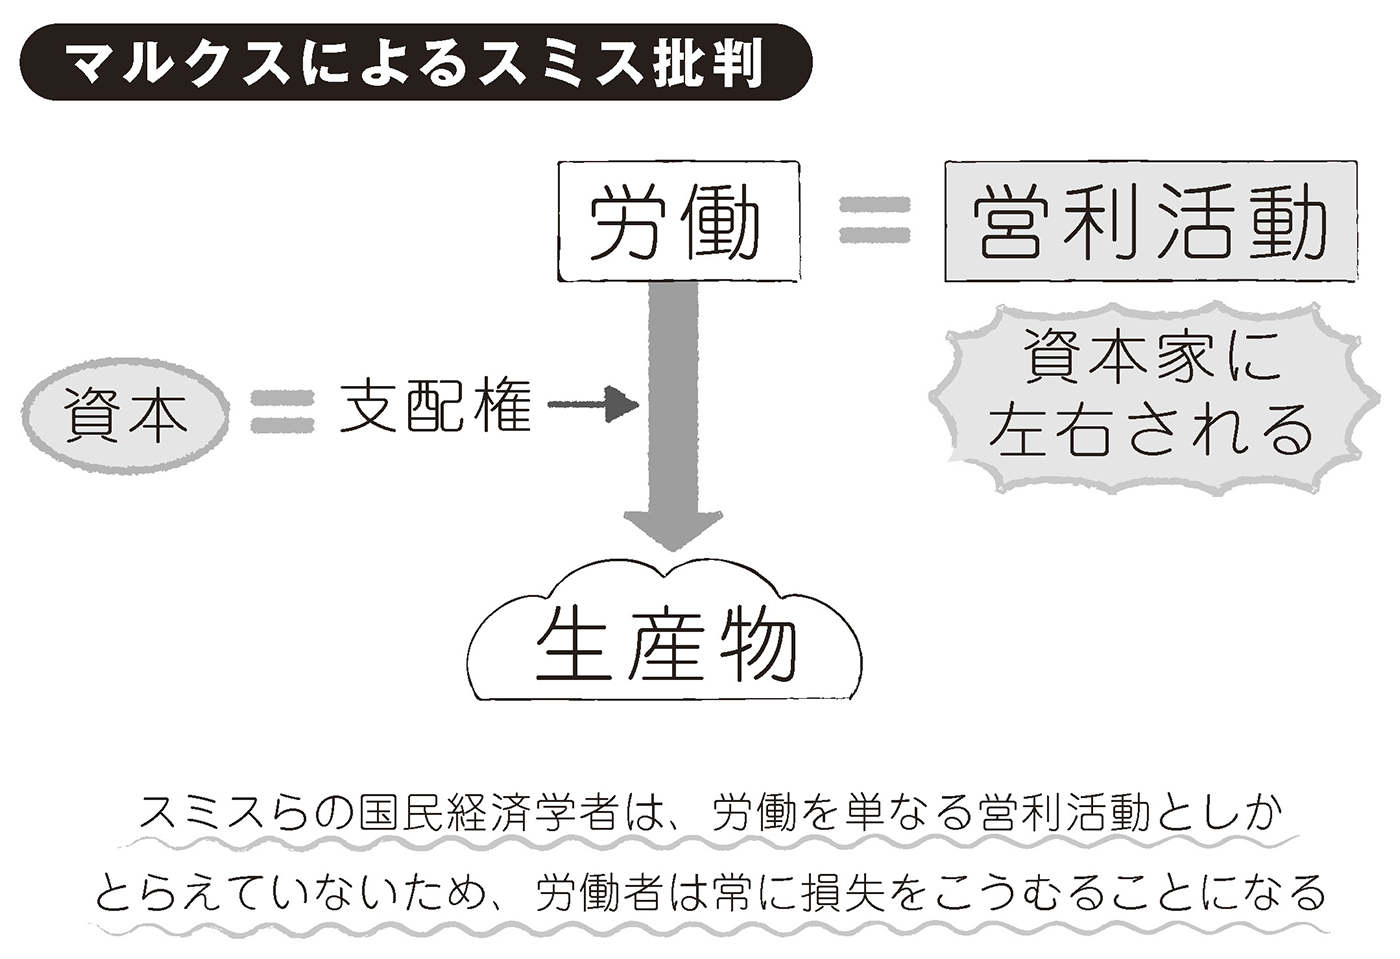 マルクスによるスミス批判
労働 = 営利活動
資本家に
左右される
資本 = 支配権
生産物
スミスらの国民経済学者は、労働を単なる営利活動としか
とらえていないため、労働者は常に損失をこうむることになる